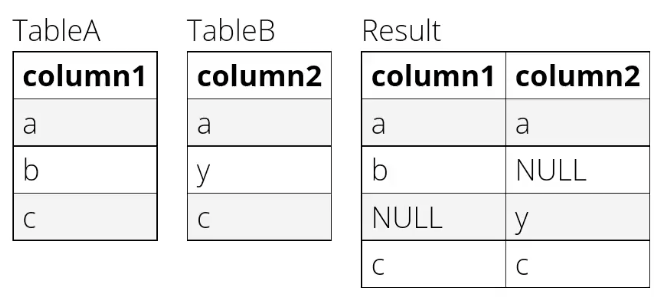 TableA TableB Result
column1 column2 column1 column2
a a a a
b y b NULL
c c NULL y
c c